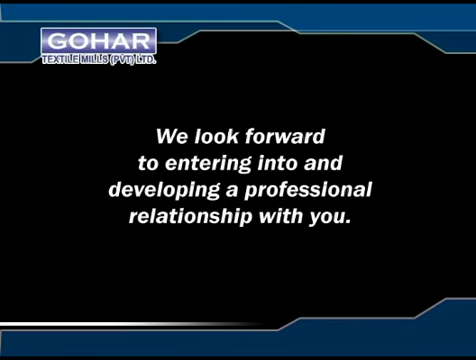 GOHAR
TEXTILE MILLS (PVT) LTD.
We look forward
to entering into and
developing a professional
relationship with you.